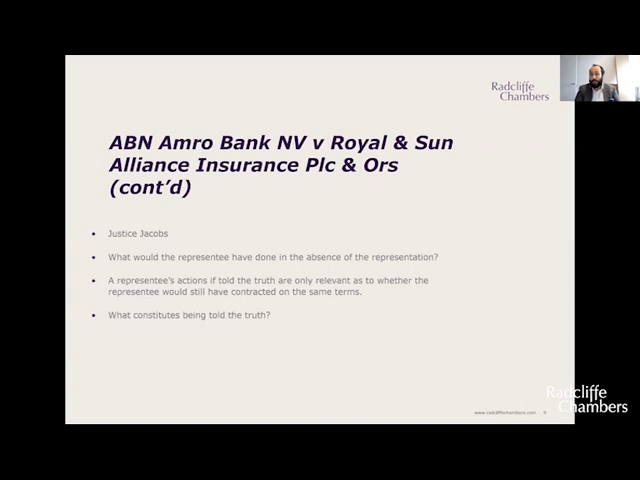 Radcliffe
Chambers
ABN Amro Bank NV v Royal & Sun
Alliance Insurance Plc & Ors
(cont'd)
• Justice Jacobs
• What would the representee have done in the absence of the representation?
• A representee's actions if told the truth are only relevant as to whether the
representee would still have contracted on the same terms.
• What constitutes being told the truth?
Radcliffe
Chambers
www.radcliffechambers.com 9